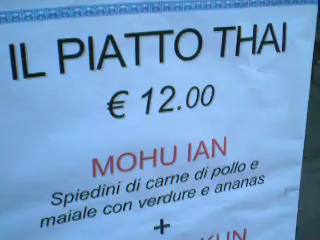 IL PIATTO THAI
€ 12.00
MOHU IAN
Spiedini di carne di pollo e
maiale con verdure e ananas
+